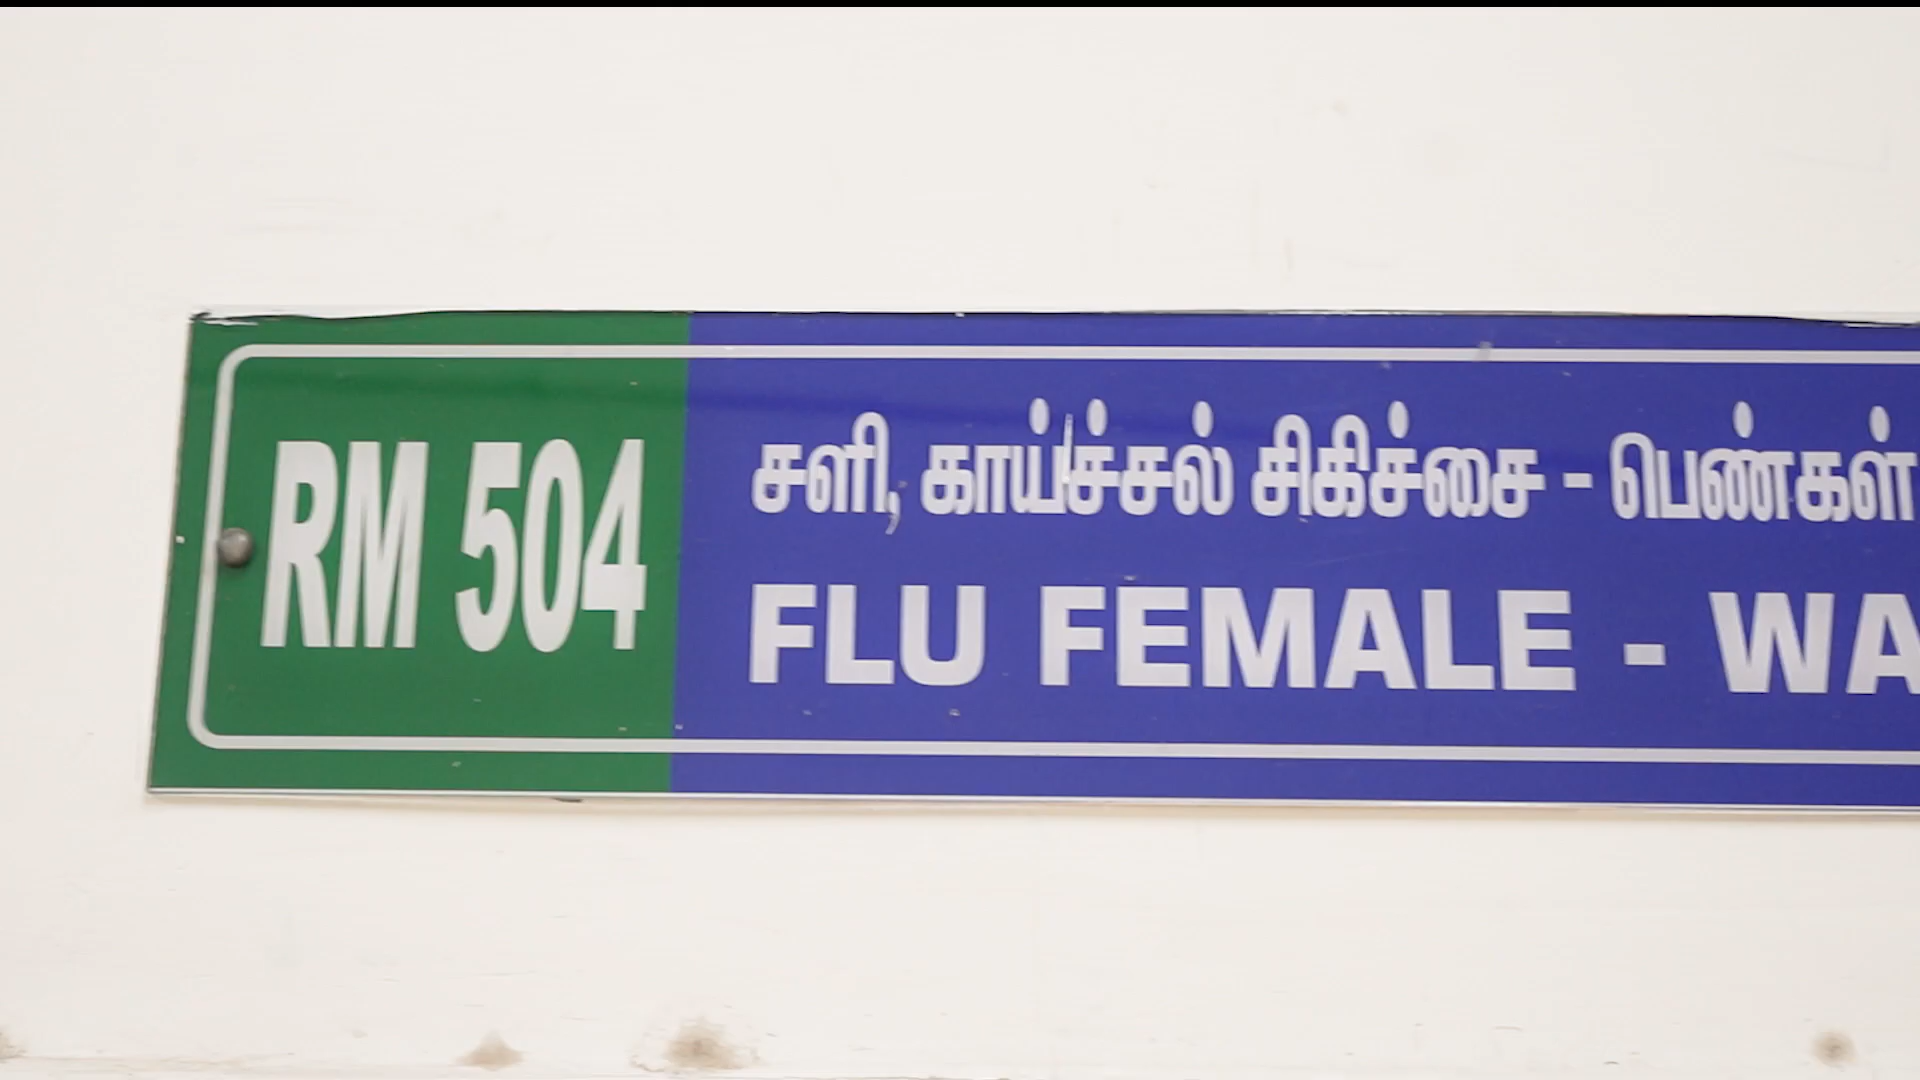 RM 504
சளி, காய்ச்சல் சிகிச்சை - பெண்கள்
FLU FEMALE - WA